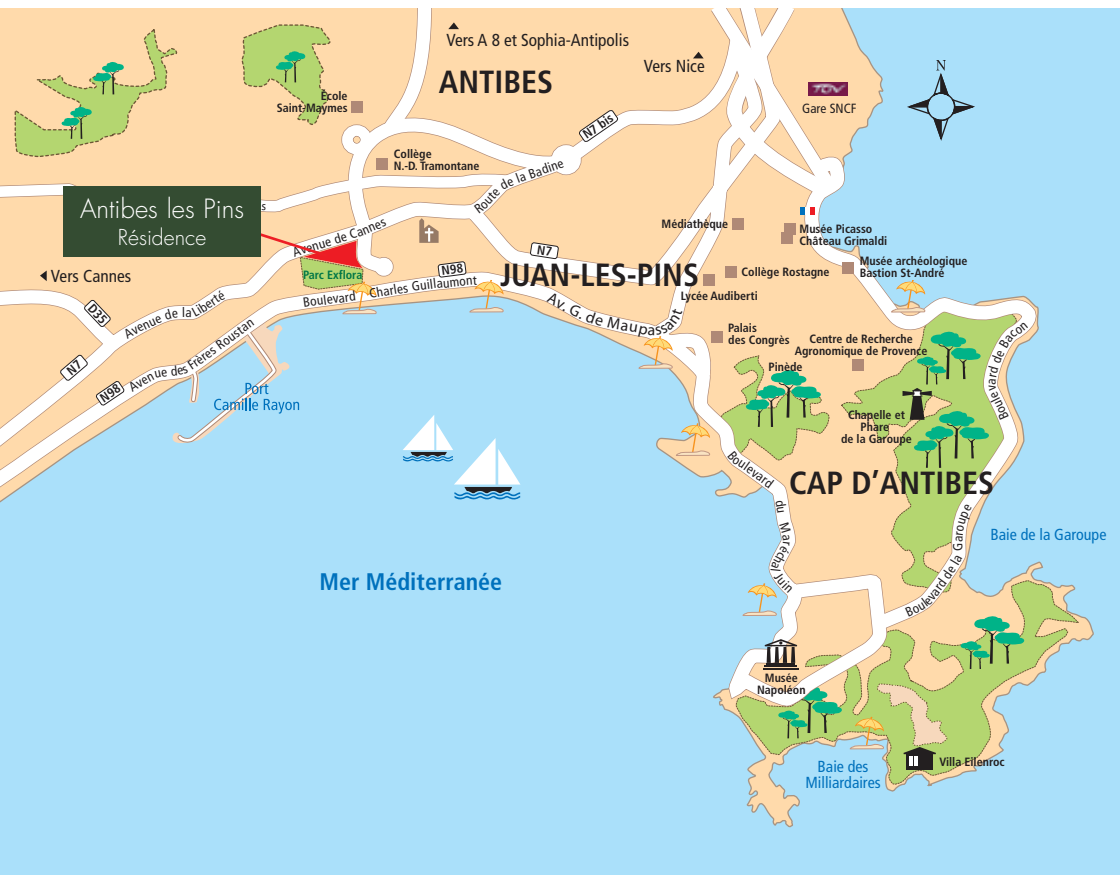 Vers A 8 et Sophia-Antipolis
ANTIBES
Vers Nice
N
TGV
Gare SNCF
École
Saint-Maymes
N7 bis
Collège
N.-D. Tramontane
Route de la Badine
Antibes les Pins
Résidence
s
Avenue de Cannes
Médiathèque
Musée Picasso
Château Grimaldi
N7
Musée archéologique
Bastion St-André
Vers Cannes
Parc Exflora
N98
JUAN-LES-PINS
Collège Rostagne
Lycée Audiberti
Boulevard Charles Guillaumont
D35
Avenue de la Liberté
Av. G. de Maupassant
Palais
des Congrès
Centre de Recherche
Agronomique de Provence
Boulevard de Bacon
N7
N98
Avenue des Frères Roustan
Pinède
Port
Camille Rayon
Chapelle et
Phare
de la Garoupe
Boulevard du Maréchal Juin
CAP D’ANTIBES
Baie de la Garoupe
Boulevard de la Garoupe
Mer Méditerranée
Musée
Napoléon
Baie des
Milliardaires
Villa Eilenroc